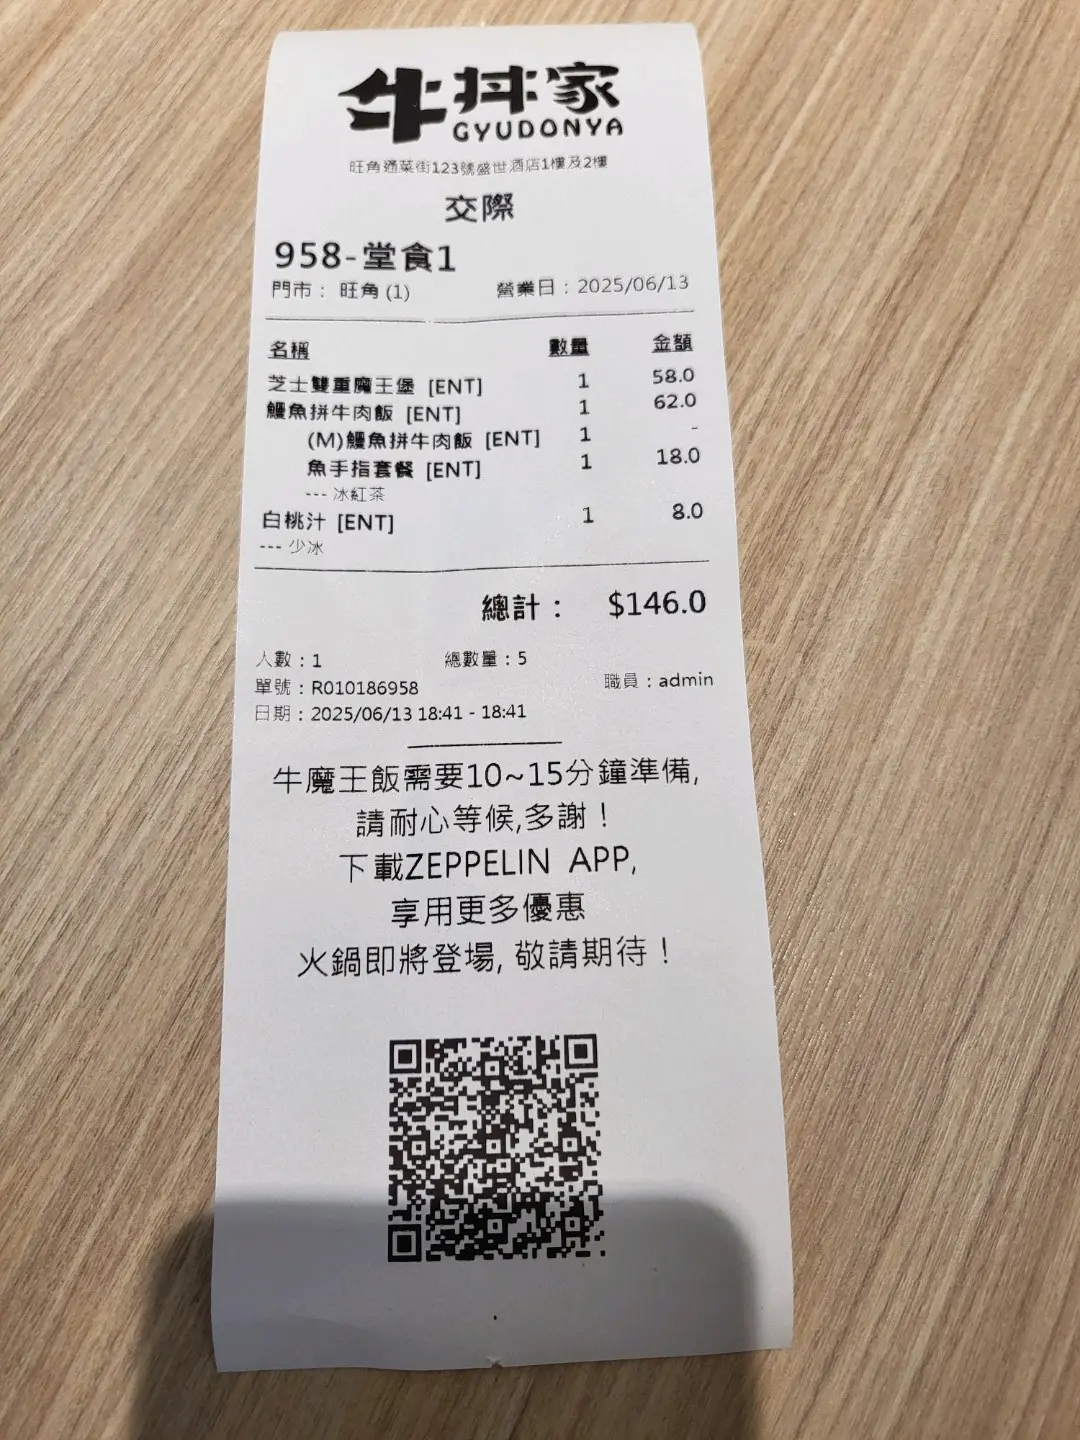 牛丼家
GYUDONYA
旺角通菜街123號盛世酒店1樓及2樓
交際
958-堂食1
門市： 旺角 (1) 營業日：2025/06/13
名稱 數量 金額
芝士雙重魔王堡 [ENT] 1 58.0
鰻魚拼牛肉飯 [ENT] 1 62.0
(M)鰻魚拼牛肉飯 [ENT] 1 -
魚手指套餐 [ENT] 1 18.0
--- 冰紅茶
白桃汁 [ENT] 1 8.0
--- 少冰
總計： $146.0
人數：1 總數量：5
單號：R010186958 職員：admin
日期：2025/06/13 18:41 - 18:41
牛魔王飯需要10~15分鐘準備,
請耐心等候,多謝！
下載ZEPPELIN APP,
享用更多優惠
火鍋即將登場, 敬請期待！